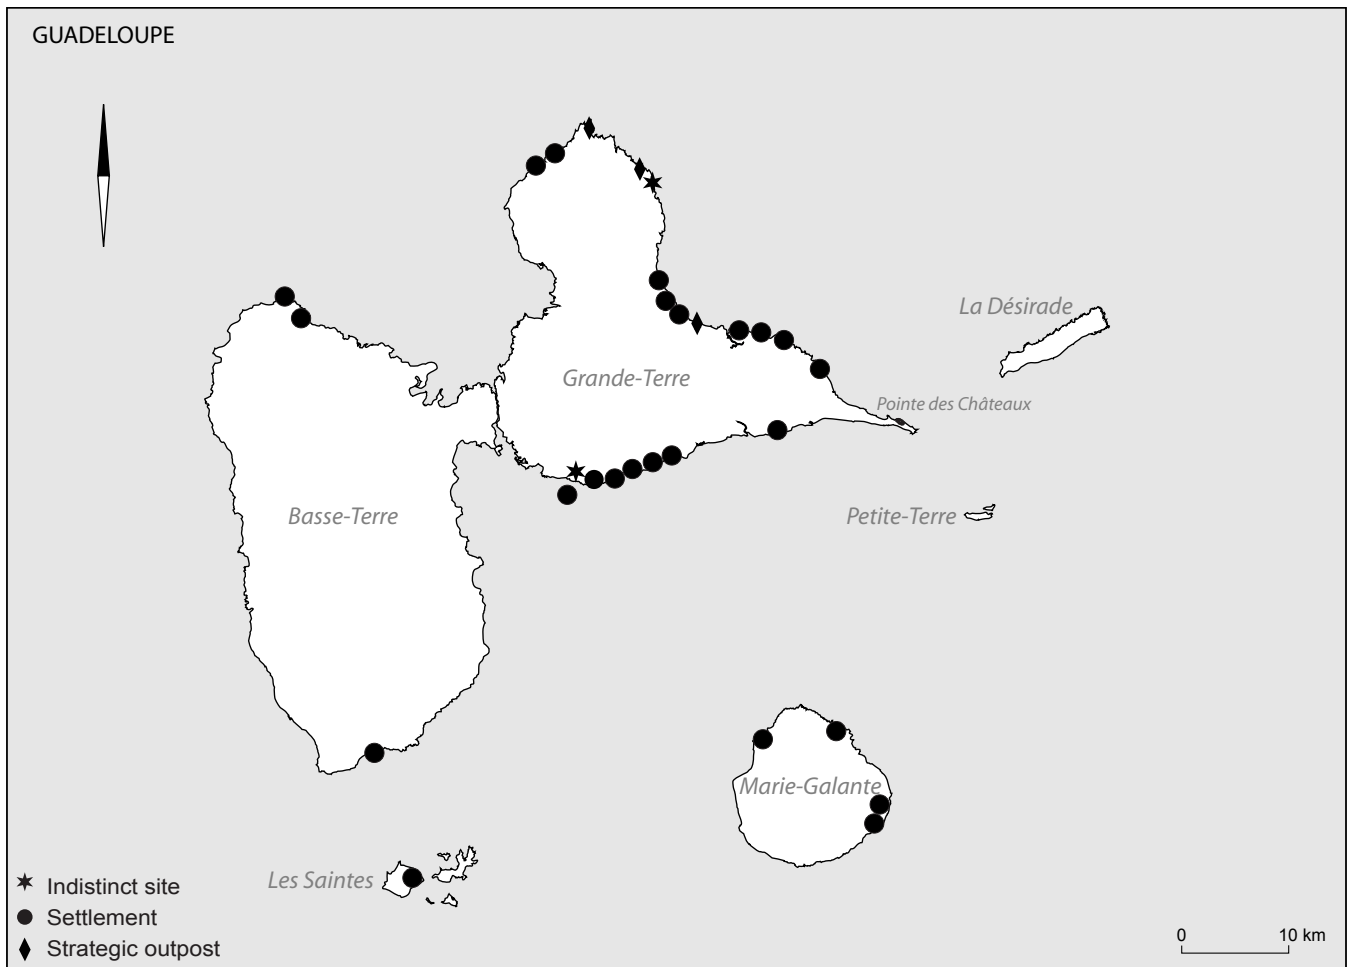 GUADELOUPE
La Désirade
Grande-Terre
Pointe des Châteaux
Basse-Terre
Petite-Terre
Marie-Galante
Les Saintes
Indistinct site
Settlement
Strategic outpost
0 10 km